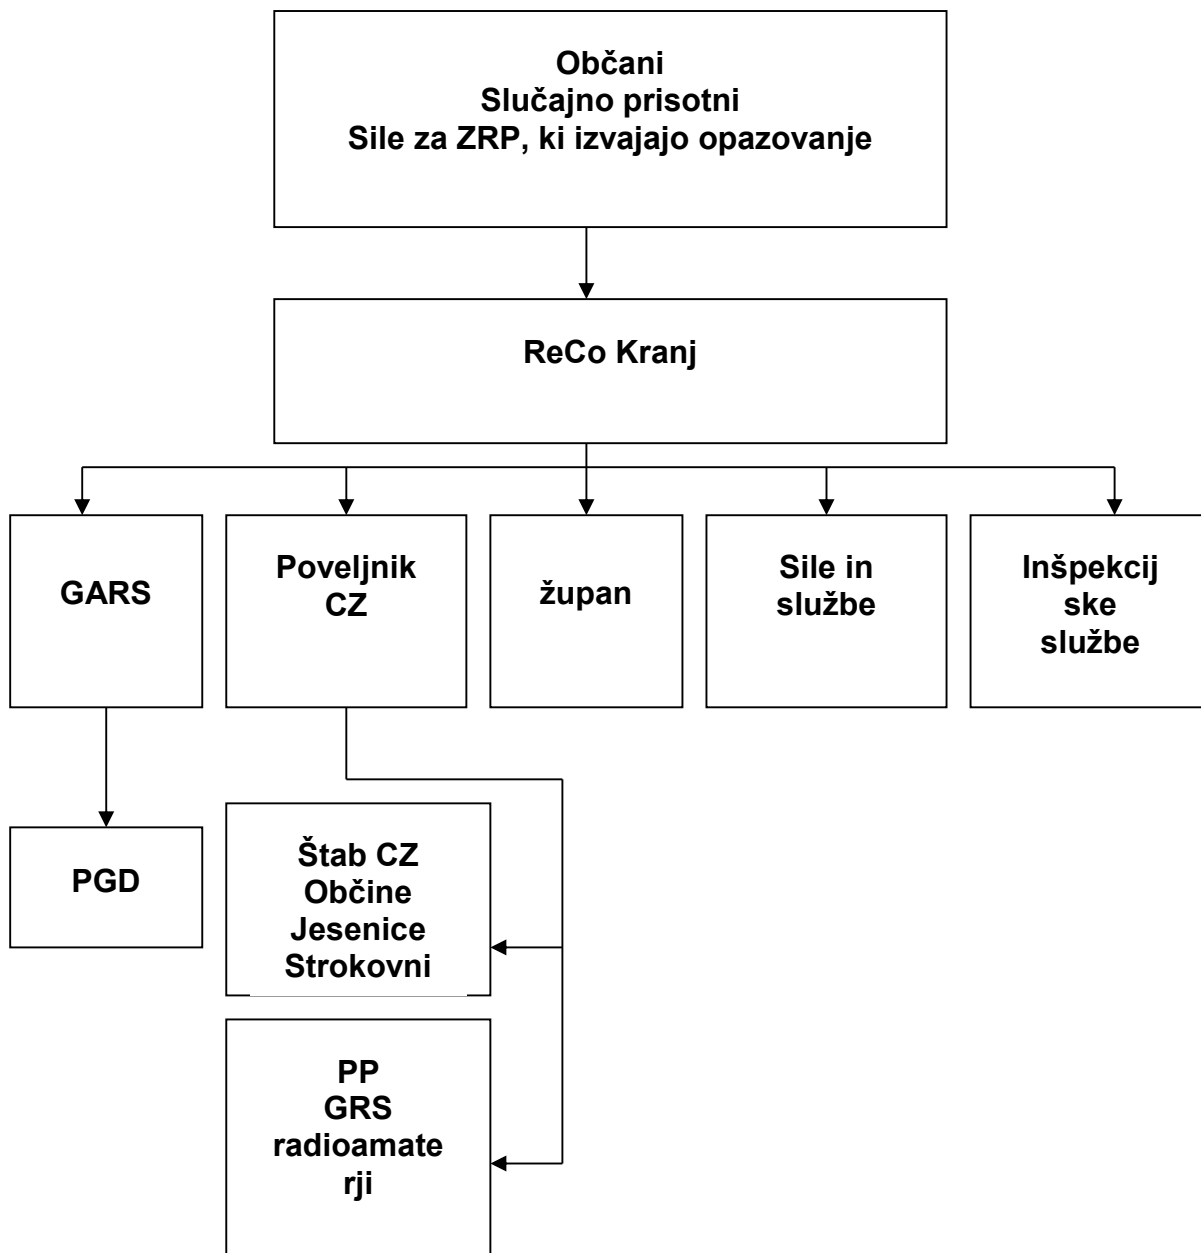 Občani
Slučajno prisotni
Sile za ZRP, ki izvajajo opazovanje
ReCo Kranj
GARS
Poveljnik
CZ
župan
Sile in
službe
Inšpekcij
ske
službe
PGD
Štab CZ
Občine
Jesenice
Strokovni
PP
GRS
radioamate
rji